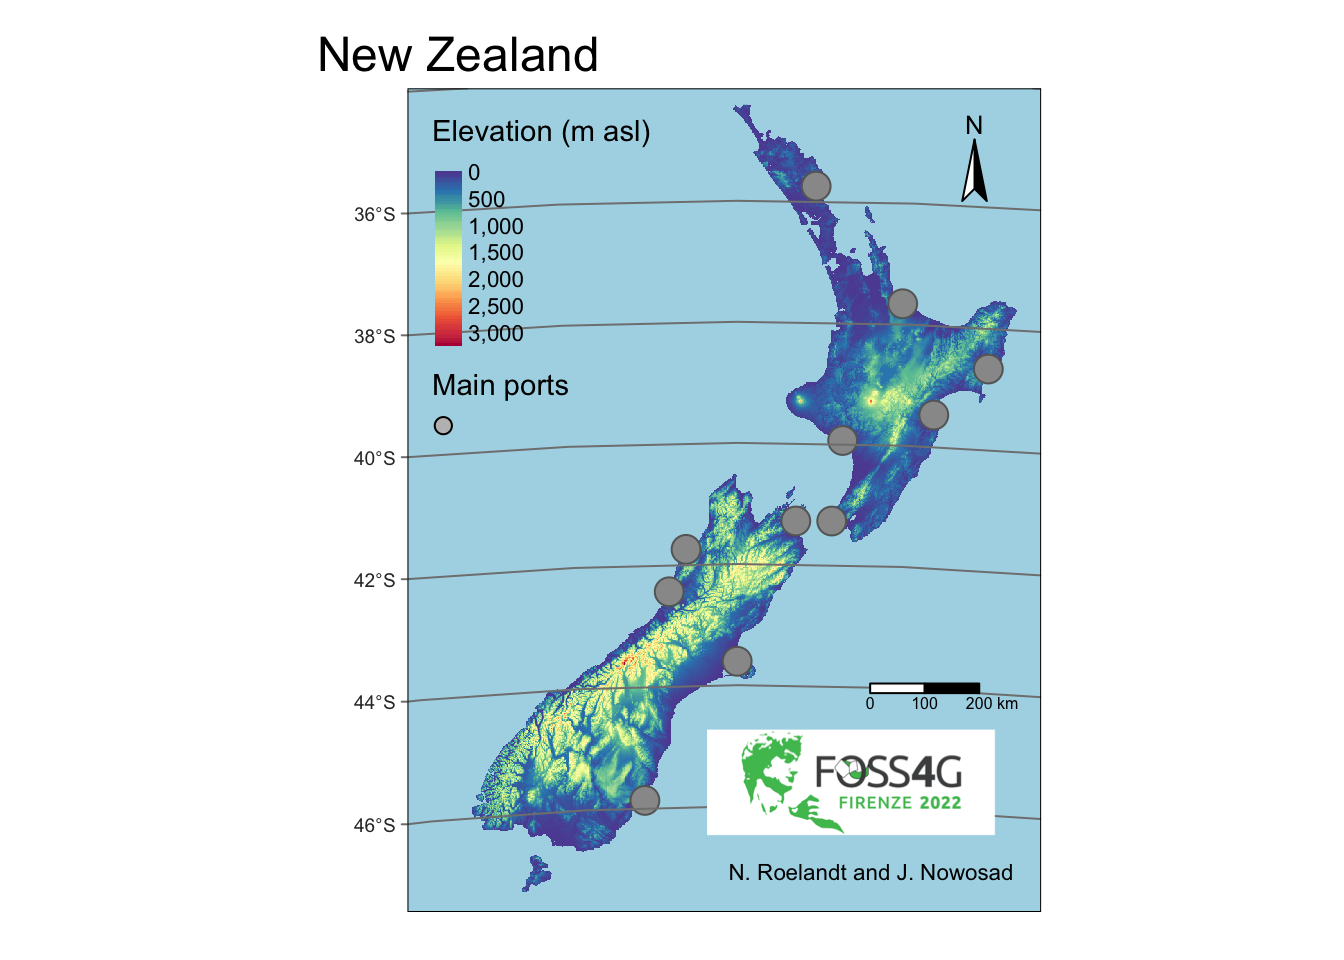 New Zealand
Elevation (m asl)
N
0
500
1,000
1,500
2,000
2,500
3,000
Main ports
36°S
38°S
40°S
42°S
44°S
46°S
0 100 200 km
FOSS4G
FIRENZE 2022
N. Roelandt and J. Nowosad